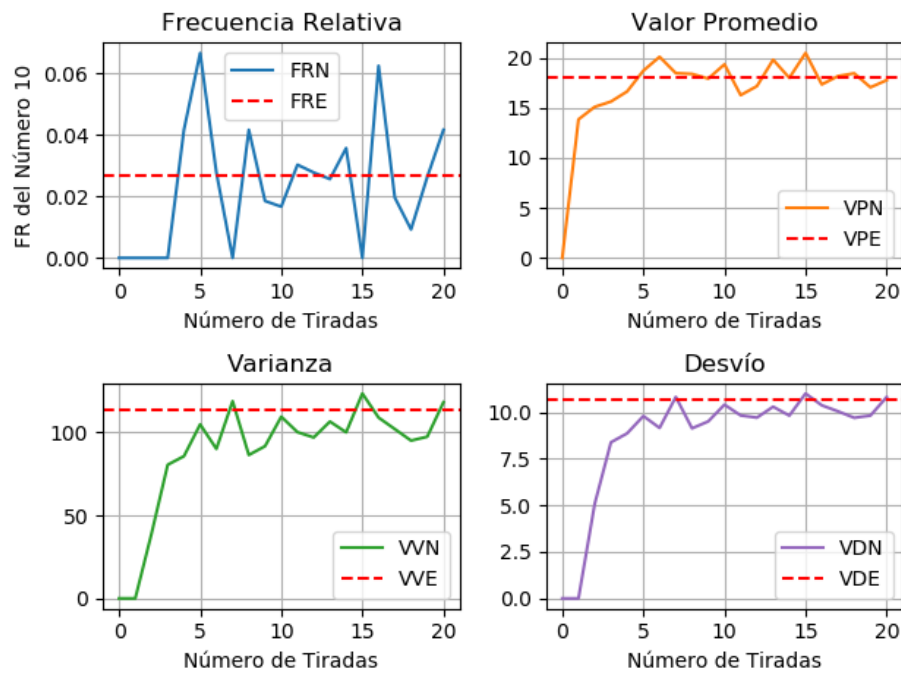 Frecuencia Relativa
FR del Número 10
0.06
0.04
0.02
0.00
FRN
FRE
0 5 10 15 20
Número de Tiradas
Valor Promedio
20
15
10
5
0
VPN
VPE
0 5 10 15 20
Número de Tiradas
Varianza
100
50
0
VVN
VVE
0 5 10 15 20
Número de Tiradas
Desvío
10.0
7.5
5.0
2.5
0.0
VDN
VDE
0 5 10 15 20
Número de Tiradas